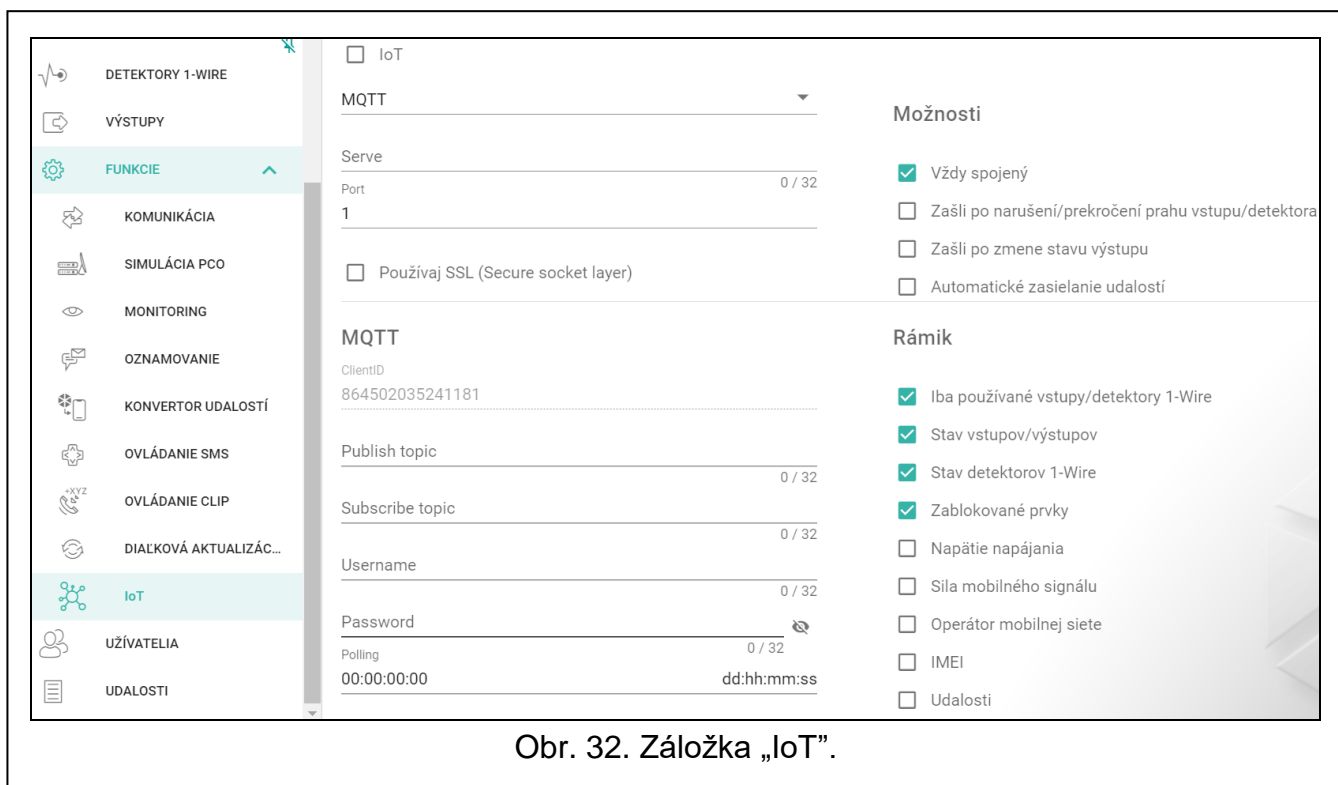 DETEKTORY 1-WIRE
VÝSTUPY
FUNKCIE
KOMUNIKÁCIA
SIMULÁCIA PCO
MONITORING
OZNAMOVANIE
KONVERTOR UDALOSTÍ
OVLÁDANIE SMS
+XYZ
OVLÁDANIE CLIP
DIAĽKOVÁ AKTUALIZÁC...
IoT
UŽÍVATELIA
UDALOSTI
IoT
MQTT
Serve
0 / 32
Port
1
Používaj SSL (Secure socket layer)
Možnosti
Vždy spojený
Zašli po narušení/prekročení prahu vstupu/detektora
Zašli po zmene stavu výstupu
Automatické zasielanie udalostí
MQTT
ClientID
864502035241181
Publish topic
0 / 32
Subscribe topic
0 / 32
Username
0 / 32
Password
0 / 32
Polling
00:00:00:00 dd:hh:mm:ss
Rámik
Iba používané vstupy/detektory 1-Wire
Stav vstupov/výstupov
Stav detektorov 1-Wire
Zablokované prvky
Napätie napájania
Sila mobilného signálu
Operátor mobilnej siete
IMEI
Udalosti
Obr. 32. Záložka „IoT”.